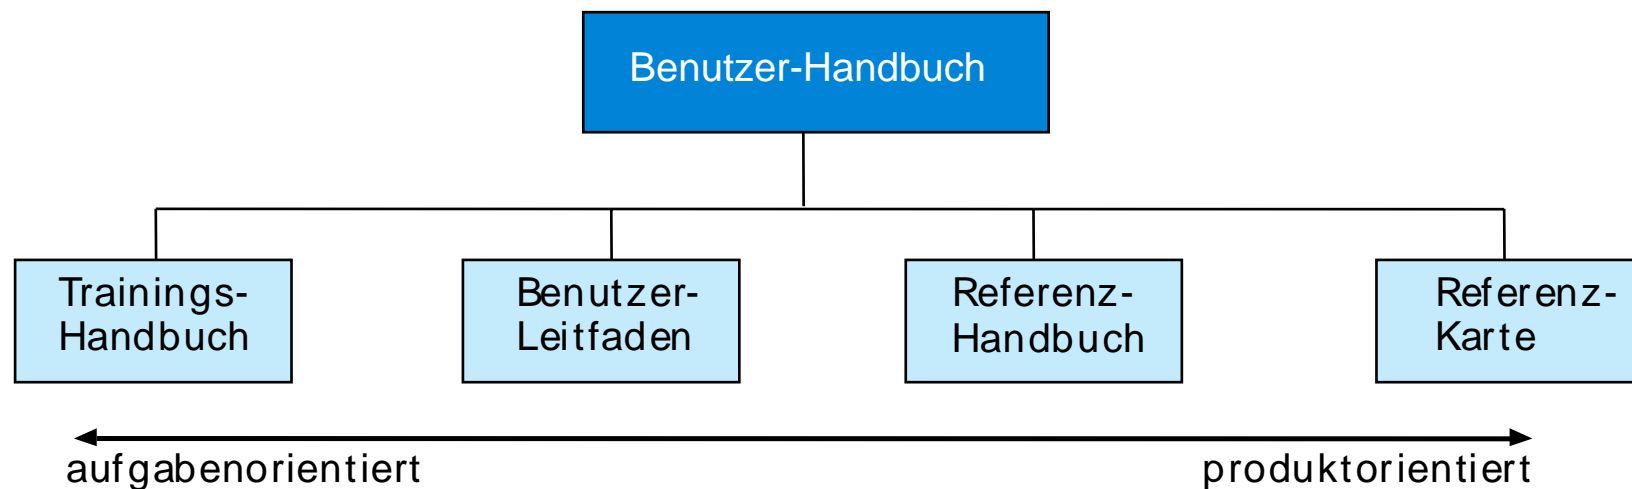 Benutzer-Handbuch
Trainings-
Handbuch
Benutzer-
Leitfaden
Referenz-
Handbuch
Referenz-
Karte
aufgabenorientiert
produktorientiert